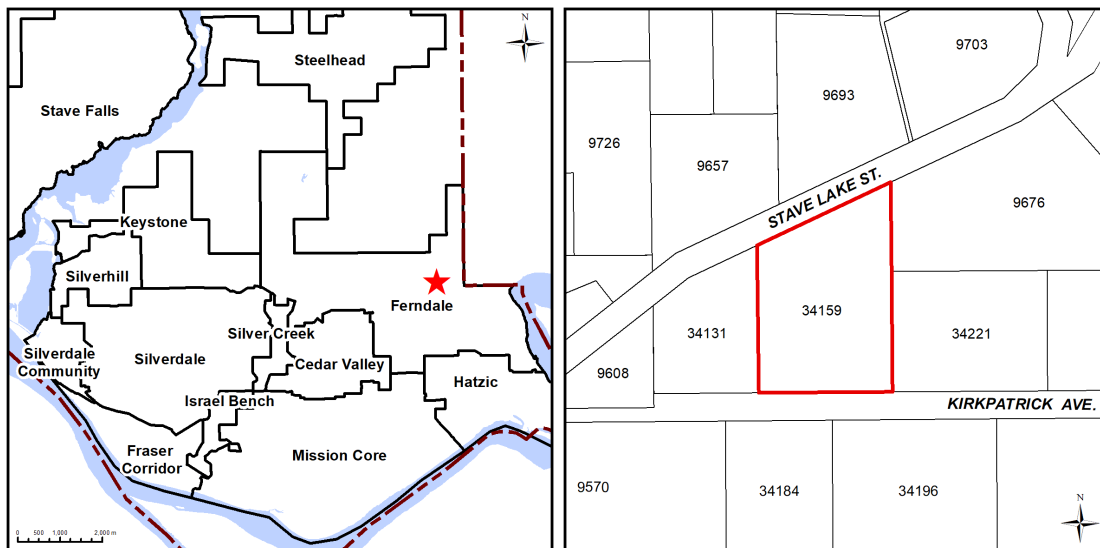 N
Steelhead
Stave Falls
Keystone
Silverhill
Ferndale
Silver Creek
Silverdale
Community
Silverdale
Cedar Valley
Hatzic
Israel Bench
Fraser
Corridor
Mission Core
0 500 1,000 2,000 m
9703
9693
9726
9657
STAVE LAKE ST.
9676
34159
34131
34221
9608
KIRKPATRICK AVE.
9570
34184
34196
N